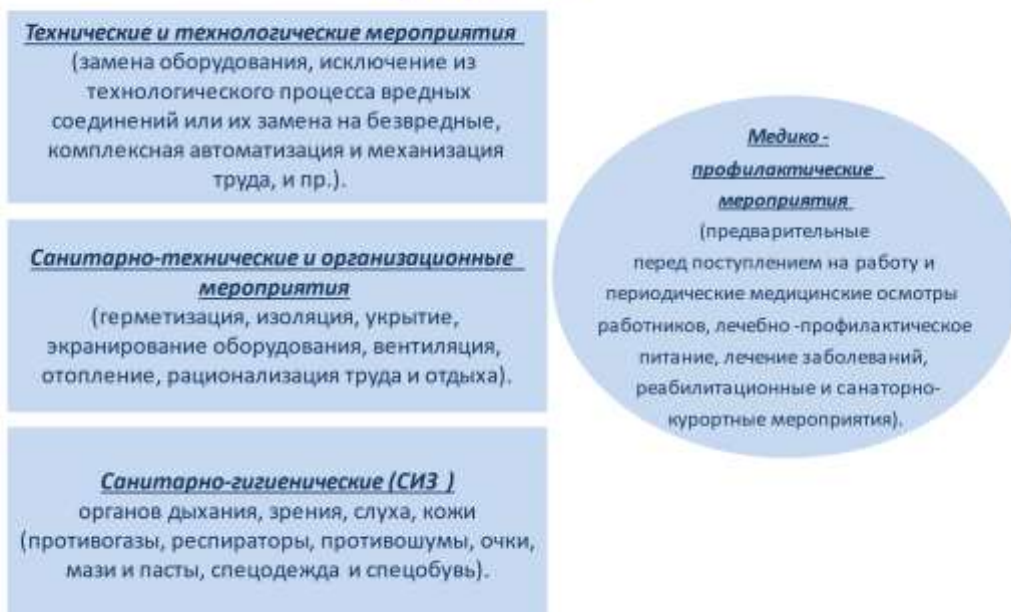 Технические и технологические мероприятия
(замена оборудования, исключение из
технологического процесса вредных
соединений или их замена на безвредные,
комплексная автоматизация и механизация
труда, и пр.).
Санитарно-технические и организационные
мероприятия
(герметизация, изоляция, укрытие,
экранирование оборудования, вентиляция,
отопление, рационализация труда и отдыха).
Санитарно-гигиенические (СИЗ )
органов дыхания, зрения, слуха, кожи
(противогазы, респираторы, противошумы, очки,
мази и пасты, спецодежда и спецобувь).
Медико -
профилактические
мероприятия
(предварительные
перед поступлением на работу и
периодические медицинские осмотры
работников, лечебно -профилактическое
питание, лечение заболеваний,
реабилитационные и санаторно-
курортные мероприятия).